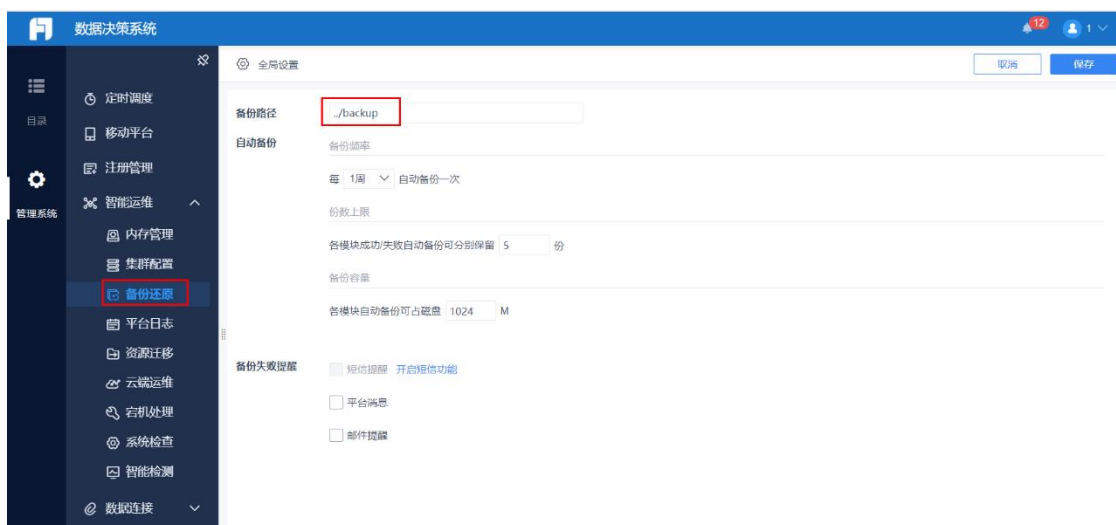 数据决策系统
12
1
目录
管理系统
定时调度
移动平台
注册管理
智能运维
内存管理
集群配置
备份还原
平台日志
资源迁移
云端运维
宕机处理
系统检查
智能检测
数据连接
全局设置
取消
保存
备份路径
../backup
自动备份
备份频率
每 1周 自动备份一次
份数上限
各模块成功/失败自动备份可分别保留 5 份
备份容量
各模块自动备份可占磁盘 1024 M
备份失败提醒
短信提醒 开启短信功能
平台消息
邮件提醒